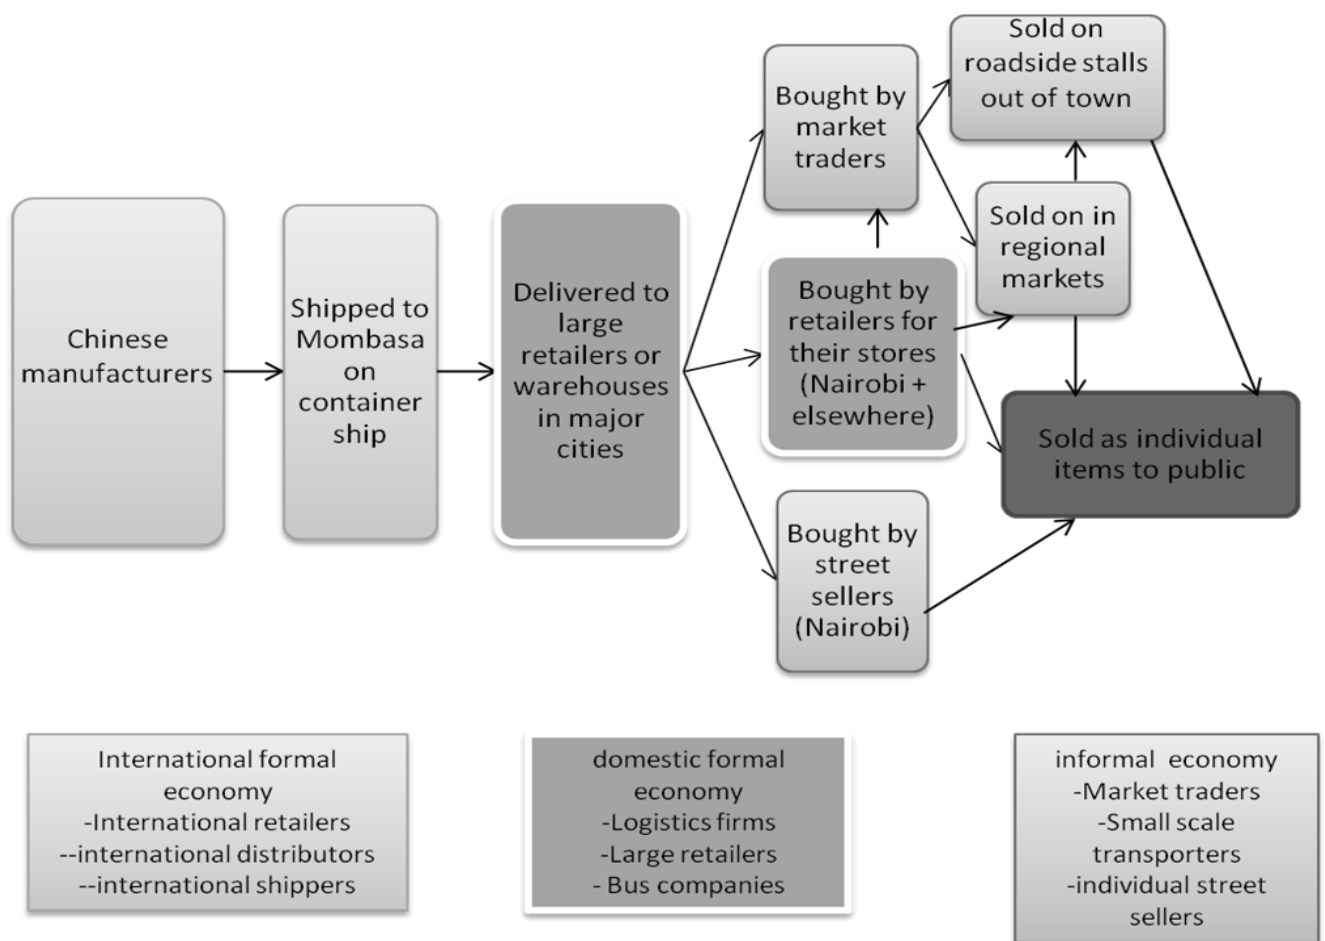 Chinese
manufacturers
Shipped to
Mombasa
on
container
ship
Delivered to
large
retailers or
warehouses
in major
cities
Bought by
market
traders
Bought by
retailers for
their stores
(Nairobi +
elsewhere)
Bought by
street
sellers
(Nairobi)
Sold on
roadside stalls
out of town
Sold on in
regional
markets
Sold as individual
items to public
International formal
economy
-International retailers
--international distributors
--international shippers
domestic formal
economy
-Logistics firms
-Large retailers
- Bus companies
informal  economy
-Market traders
-Small scale
transporters
-individual street
sellers